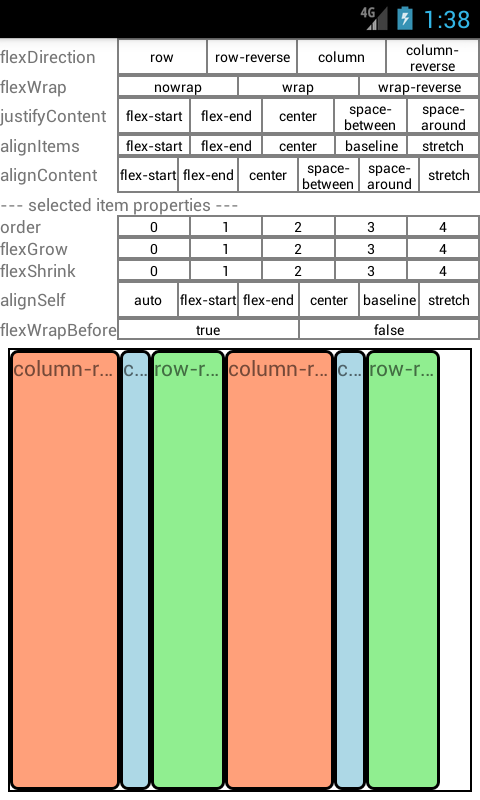 4G 1:38
flexDirection row row-reverse column column-
reverse
flexWrap nowrap wrap wrap-reverse
justifyContent flex-start flex-end center space-
between space-
around
alignItems flex-start flex-end center baseline stretch
alignContent flex-start flex-end center space-
between space-
around stretch
--- selected item properties ---
order 0 1 2 3 4
flexGrow 0 1 2 3 4
flexShrink 0 1 2 3 4
alignSelf auto flex-start flex-end center baseline stretch
flexWrapBefore true false
column-r... c... row-r... column-r... c... row-r...